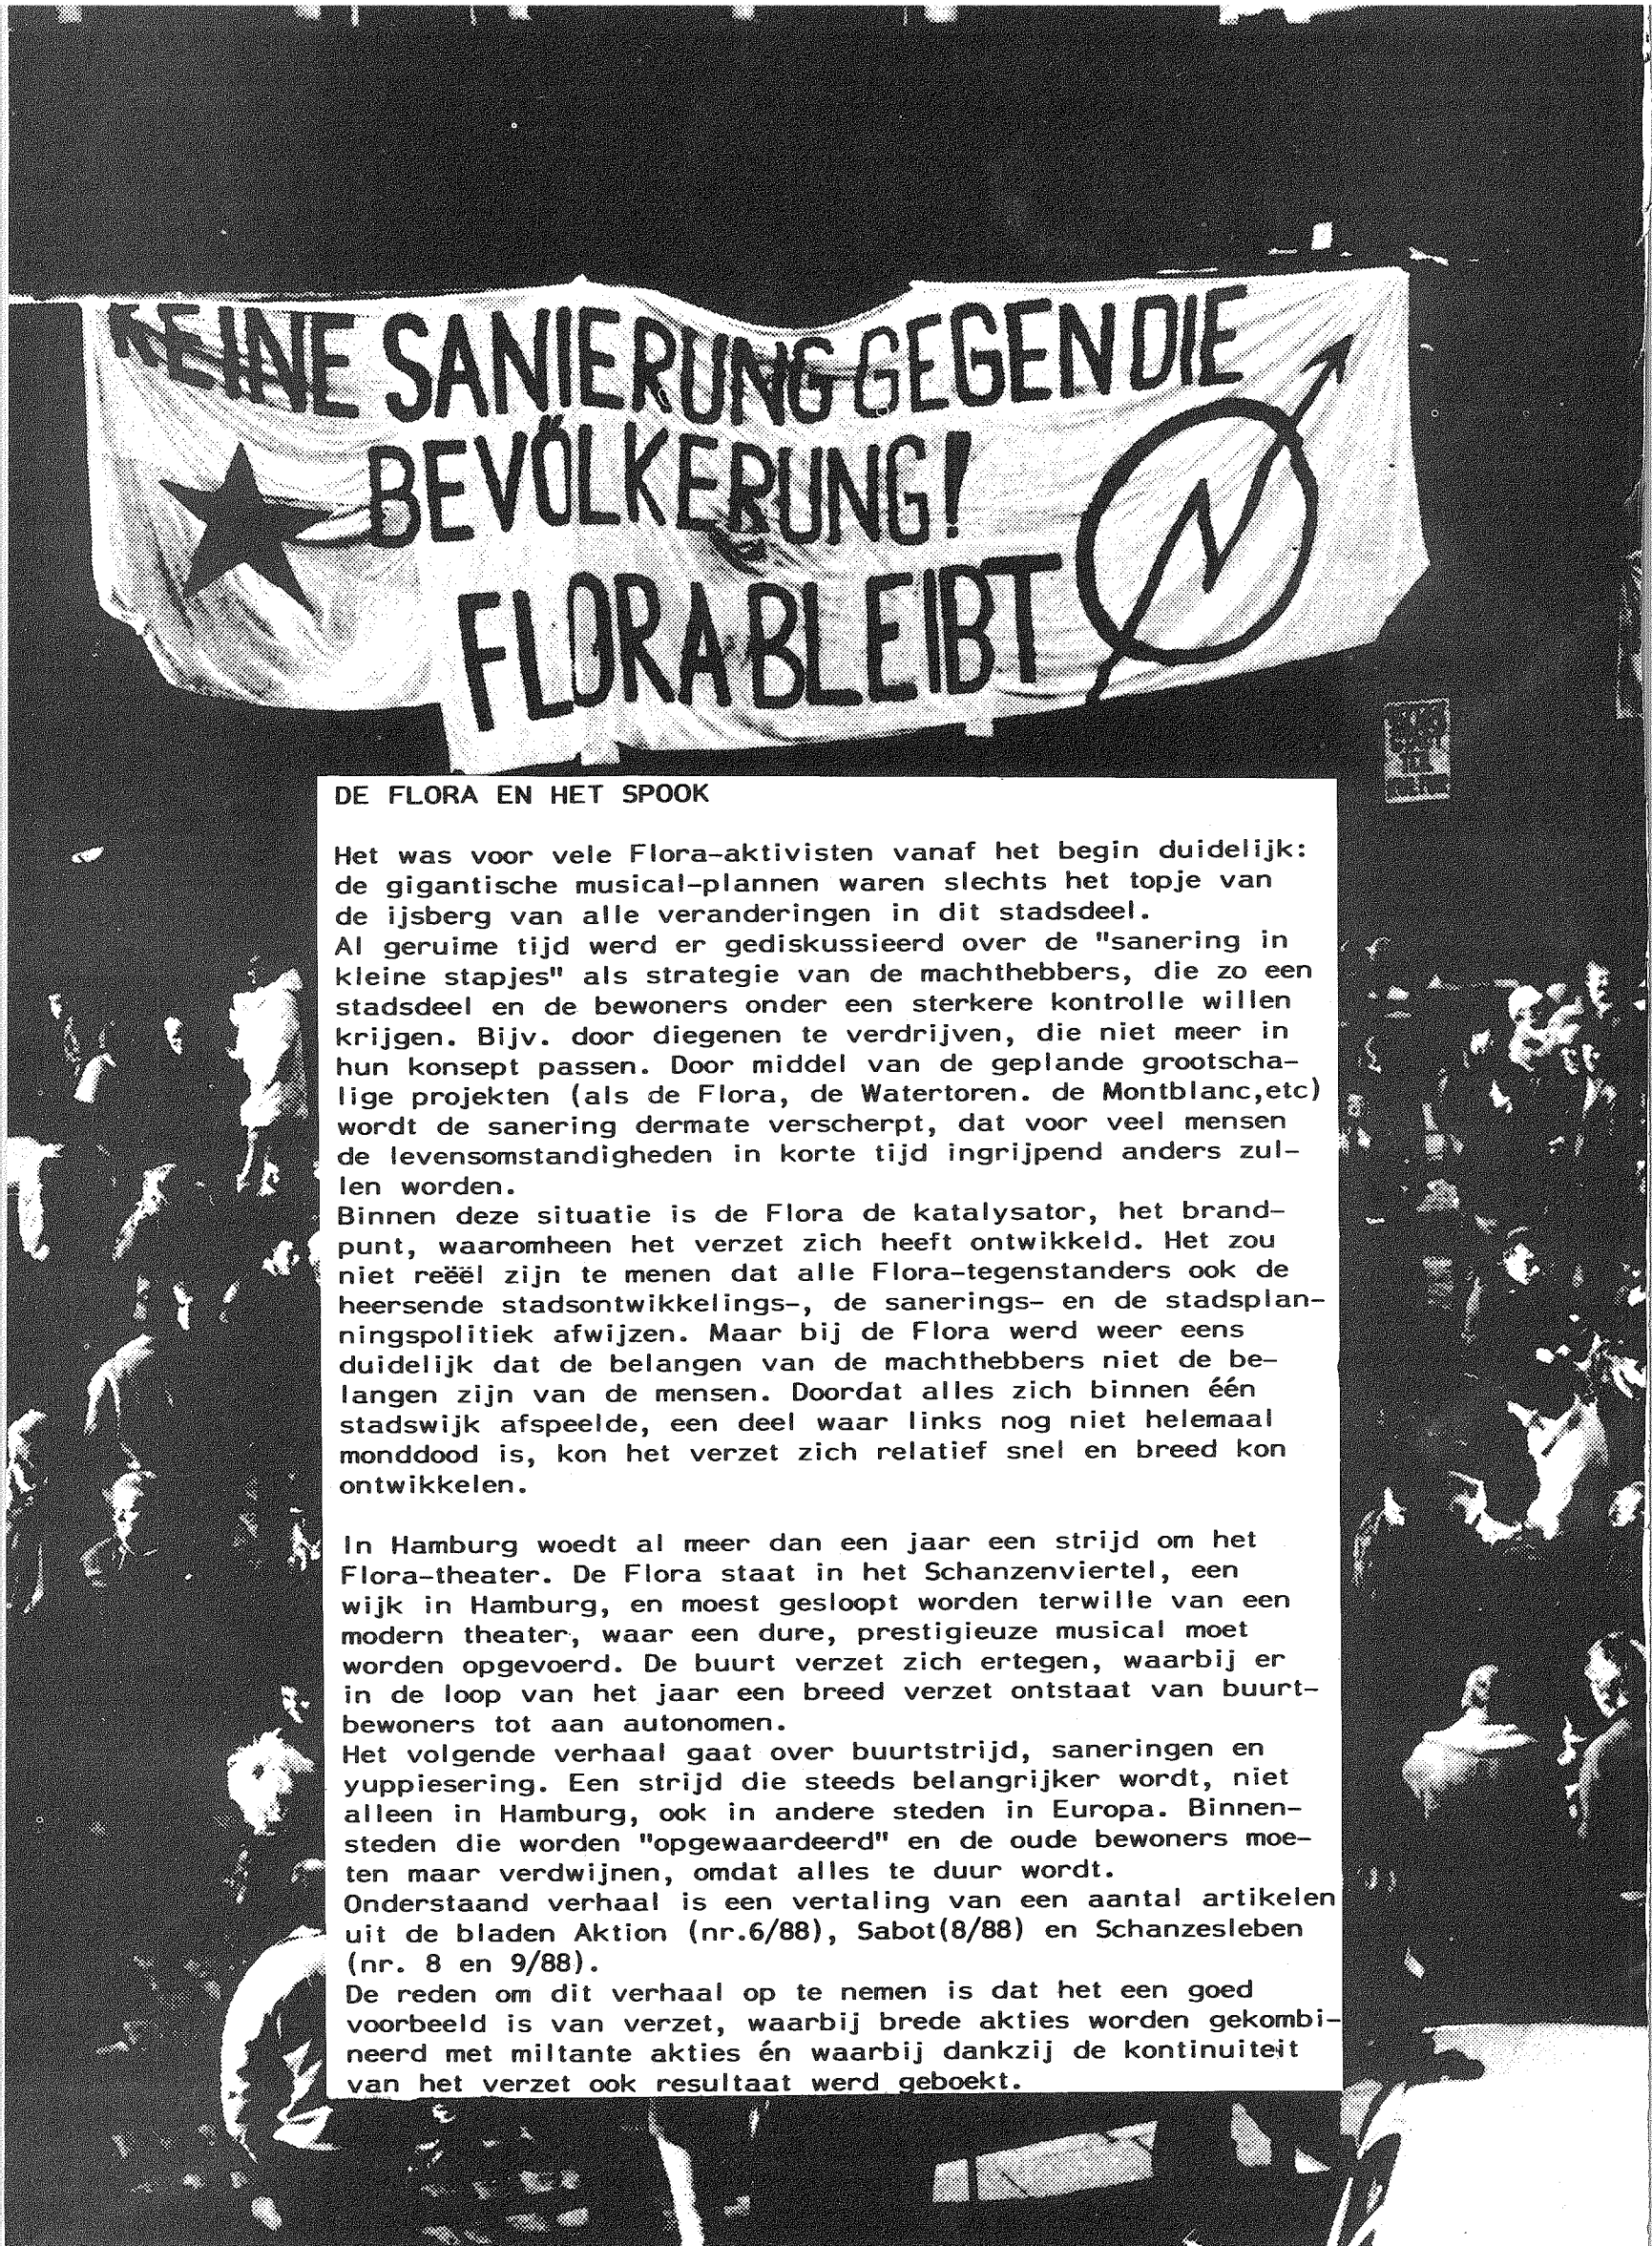 KEINE SANIERUNG GEGEN DIE
BEVÖLKERUNG!
FLORA BLEIBT
DE FLORA EN HET SPOOK
Het was voor vele Flora-aktivisten vanaf het begin duidelijk:
de gigantische musical-plannen waren slechts het topje van
de ijsberg van alle veranderingen in dit stadsdeel.
Al geruime tijd werd er gediskussieerd over de "sanering in
kleine stapjes" als strategie van de machthebbers, die zo een
stadsdeel en de bewoners onder een sterkere kontrolle willen
krijgen. Bijv. door diegenen te verdrijven, die niet meer in
hun konsept passen. Door middel van de geplande grootscha-
lige projekten (als de Flora, de Watertoren. de Montblanc,etc)
wordt de sanering dermate verscherpt, dat voor veel mensen
de levensomstandigheden in korte tijd ingrijpend anders zul-
len worden.
Binnen deze situatie is de Flora de katalysator, het brand-
punt, waaromheen het verzet zich heeft ontwikkeld. Het zou
niet reëël zijn te menen dat alle Flora-tegenstanders ook de
heersende stadsontwikkelings-, de sanerings- en de stadsplan-
ningspolitiek afwijzen. Maar bij de Flora werd weer eens
duidelijk dat de belangen van de machthebbers niet de be-
langen zijn van de mensen. Doordat alles zich binnen één
stadswijk afspeelde, een deel waar links nog niet helemaal
monddood is, kon het verzet zich relatief snel en breed kon
ontwikkelen.
In Hamburg woedt al meer dan een jaar een strijd om het
Flora-theater. De Flora staat in het Schanzenviertel, een
wijk in Hamburg, en moest gesloopt worden terwille van een
modern theater, waar een dure, prestigieuze musical moet
worden opgevoerd. De buurt verzet zich ertegen, waarbij er
in de loop van het jaar een breed verzet ontstaat van buurt-
bewoners tot aan autonomen.
Het volgende verhaal gaat over buurtstrijd, saneringen en
yuppiesering. Een strijd die steeds belangrijker wordt, niet
alleen in Hamburg, ook in andere steden in Europa. Binnen-
steden die worden "opgewaardeerd" en de oude bewoners moe-
ten maar verdwijnen, omdat alles te duur wordt.
Onderstaand verhaal is een vertaling van een aantal artikelen
uit de bladen Aktion (nr.6/88), Sabot(8/88) en Schanzesleben
(nr. 8 en 9/88).
De reden om dit verhaal op te nemen is dat het een goed
voorbeeld is van verzet, waarbij brede akties worden gekombi-
neerd met miltante akties én waarbij dankzij de kontinuiteit
van het verzet ook resultaat werd geboekt.